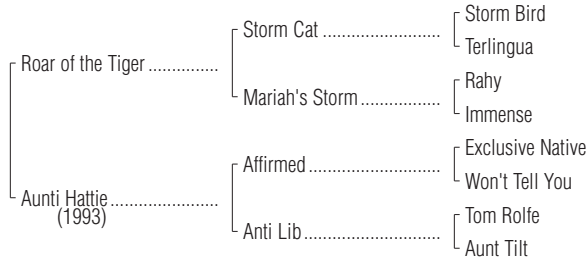 Storm Bird
Storm Cat ........................
Terlingua
Roar of the Tiger ..............
Rahy
Mariah's Storm ................
Immense
Exclusive Native
Affirmed ...........................
Won't Tell You
Aunti Hattie ......................
(1993)
Tom Rolfe
Anti Lib ............................
Aunt Tilt